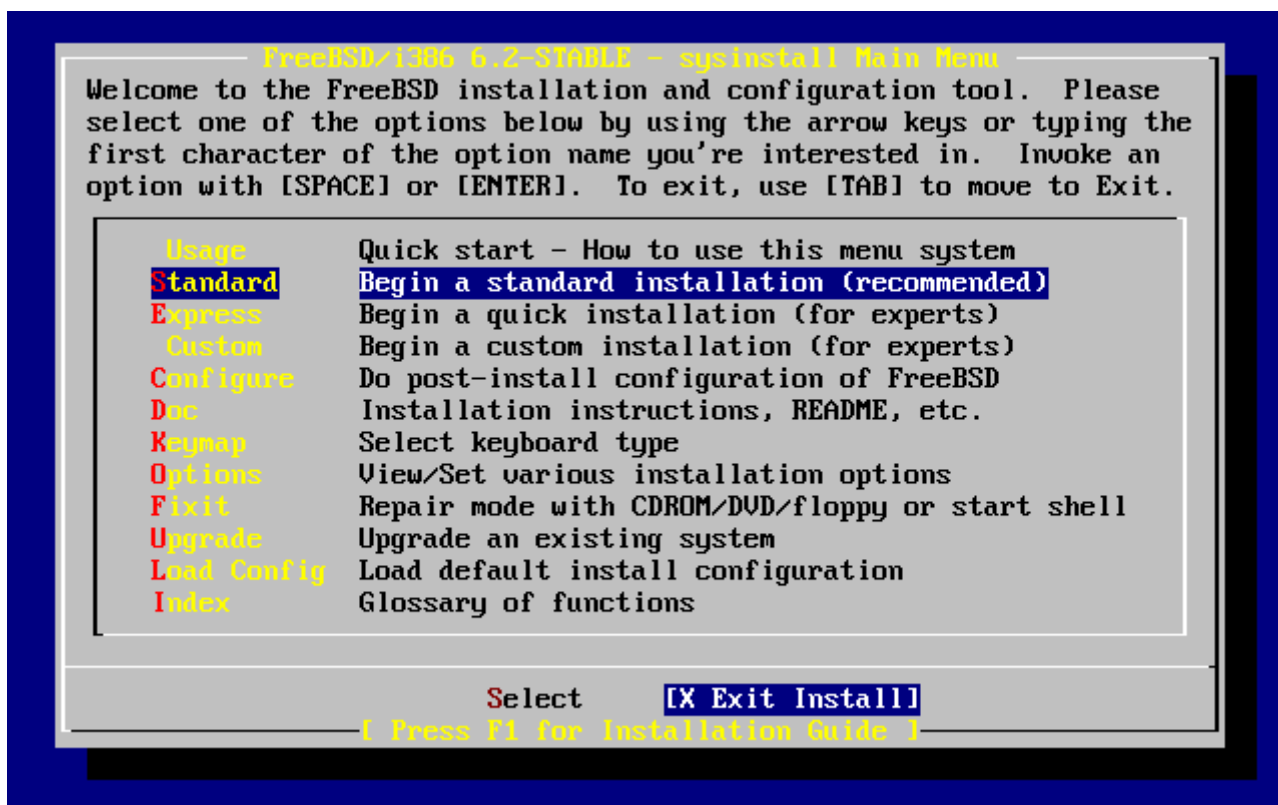 FreeBSD/i386 6.2-STABLE - sysinstall Main Menu
Welcome to the FreeBSD installation and configuration tool.  Please
select one of the options below by using the arrow keys or typing the
first character of the option name you're interested in.  Invoke an
option with [SPACE] or [ENTER].  To exit, use [TAB] to move to Exit.
Usage Quick start - How to use this menu system
Standard Begin a standard installation (recommended)
Express Begin a quick installation (for experts)
Custom Begin a custom installation (for experts)
Configure Do post-install configuration of FreeBSD
Doc Installation instructions, README, etc.
Keymap Select keyboard type
Options View/Set various installation options
Fixit Repair mode with CDROM/DVD/floppy or start shell
Upgrade Upgrade an existing system
Load Config Load default install configuration
Index Glossary of functions
Select [X Exit Install]
[ Press F1 for Installation Guide ]